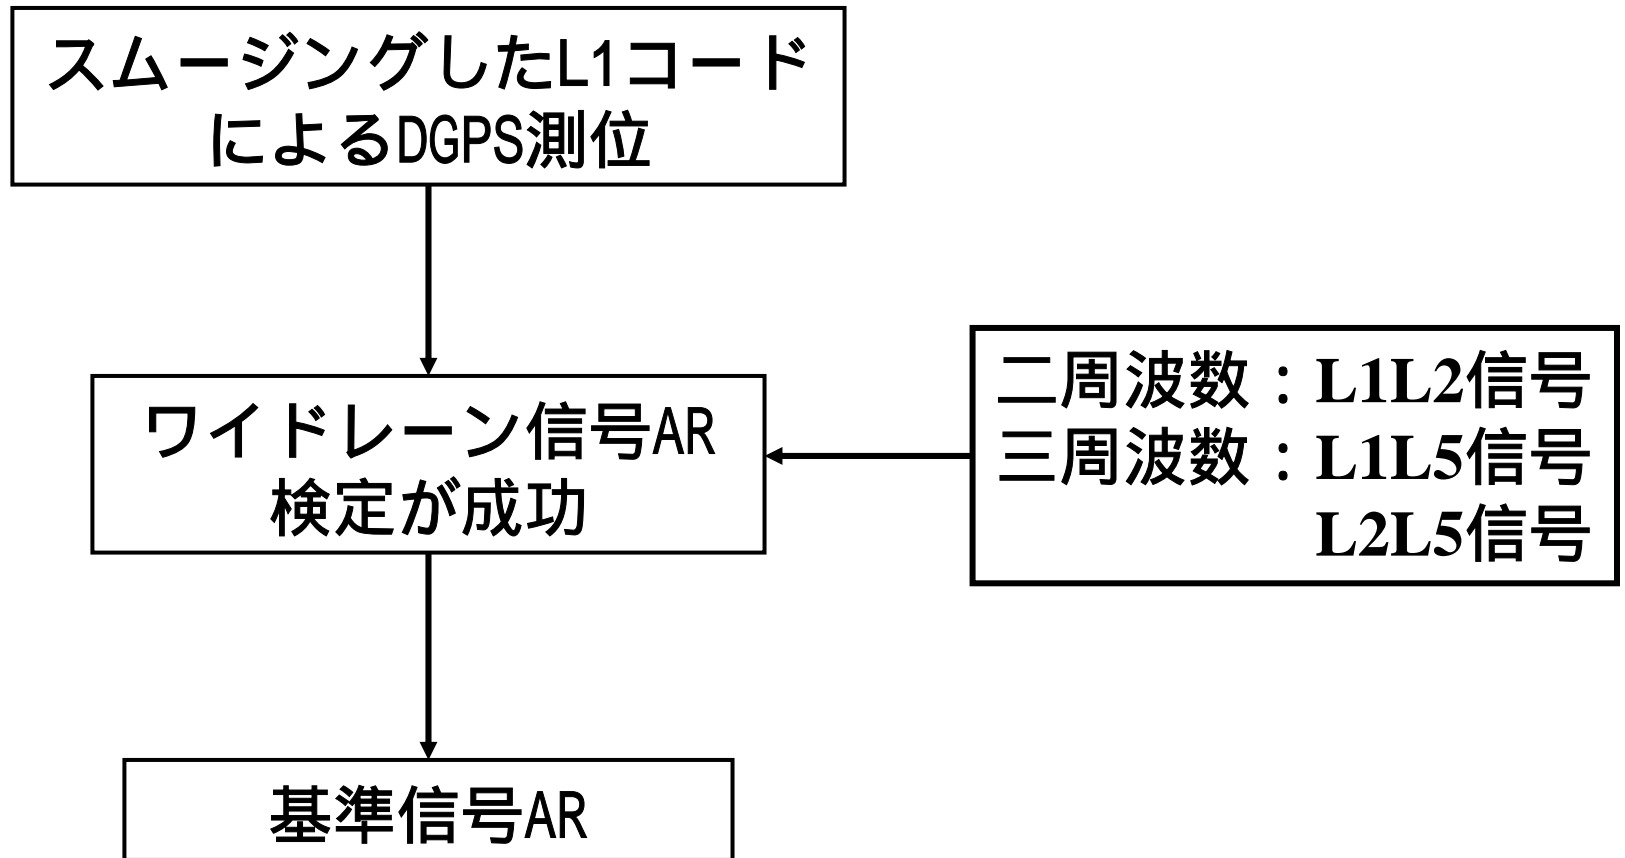 スムージングしたL1コード
によるDGPS測位
ワイドレーン信号AR
検定が成功
二周波数：L1L2信号
三周波数：L1L5信号
L2L5信号
基準信号AR